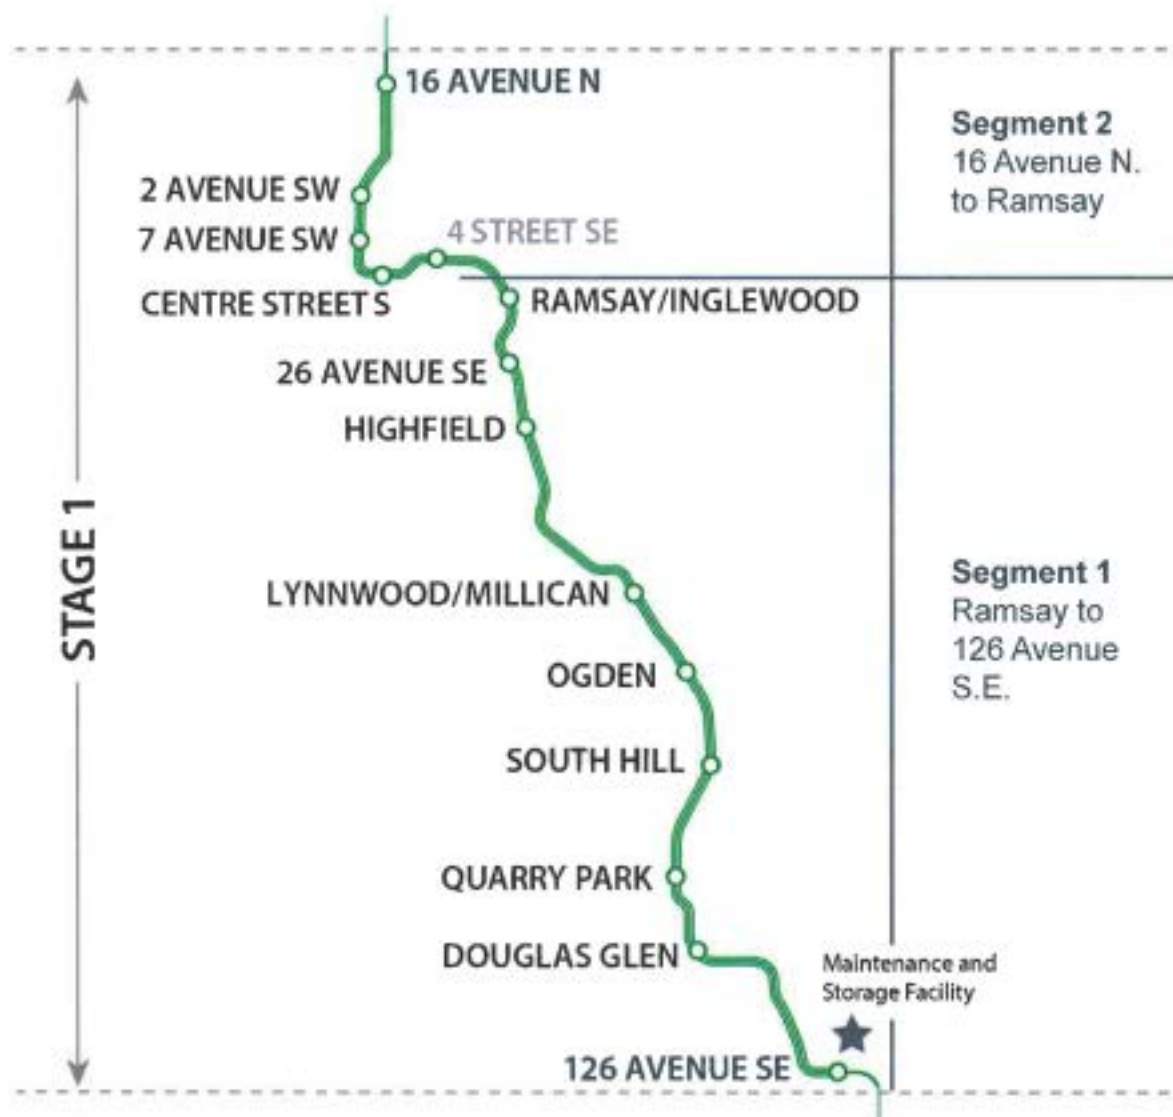 16 AVENUE N
Segment 2
16 Avenue N.
to Ramsay
2 AVENUE SW
7 AVENUE SW
4 STREET SE
CENTRE STREET S
RAMSAY/INGLEWOOD
26 AVENUE SE
HIGHFIELD
STAGE 1
LYNNWOOD/MILLICAN
Segment 1
Ramsay to
126 Avenue
S.E.
OGDEN
SOUTH HILL
QUARRY PARK
DOUGLAS GLEN
Maintenance and
Storage Facility
126 AVENUE SE